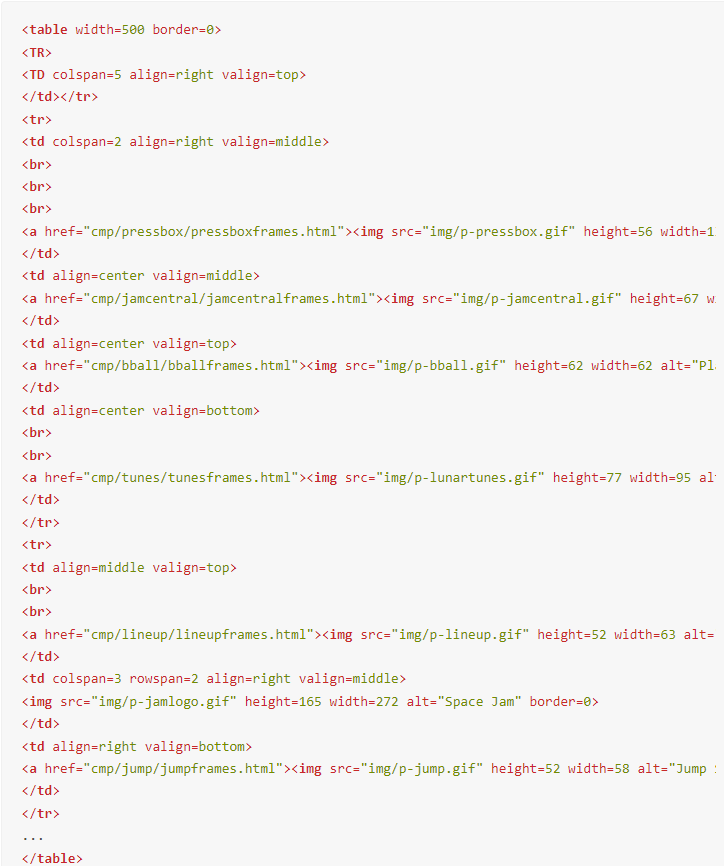 <table width=500 border=0>
<TR>
<TD colspan=5 align=right valign=top>
</td></tr>
<tr>
<td colspan=2 align=right valign=middle>
<br>
<br>
<br>
<a href="cmp/pressbox/pressboxframes.html"><img src="img/p-pressbox.gif" height=56 width=1
</td>
<td align=center valign=middle>
<a href="cmp/jamcentral/jamcentralframes.html"><img src="img/p-jamcentral.gif" height=67 w
</td>
<td align=center valign=top>
<a href="cmp/bball/bballframes.html"><img src="img/p-bball.gif" height=62 width=62 alt="Pl
</td>
<td align=center valign=bottom>
<br>
<br>
<a href="cmp/tunes/tunesframes.html"><img src="img/p-lunartunes.gif" height=77 width=95 al
</td>
</tr>
<tr>
<td align=middle valign=top>
<br>
<br>
<a href="cmp/lineup/lineupframes.html"><img src="img/p-lineup.gif" height=52 width=63 alt=
</td>
<td colspan=3 rowspan=2 align=right valign=middle>
<img src="img/p-jamlogo.gif" height=165 width=272 alt="Space Jam" border=0>
</td>
<td align=right valign=bottom>
<a href="cmp/jump/jumpframes.html"><img src="img/p-jump.gif" height=52 width=58 alt="Jump
</td>
</tr>
...
</table>